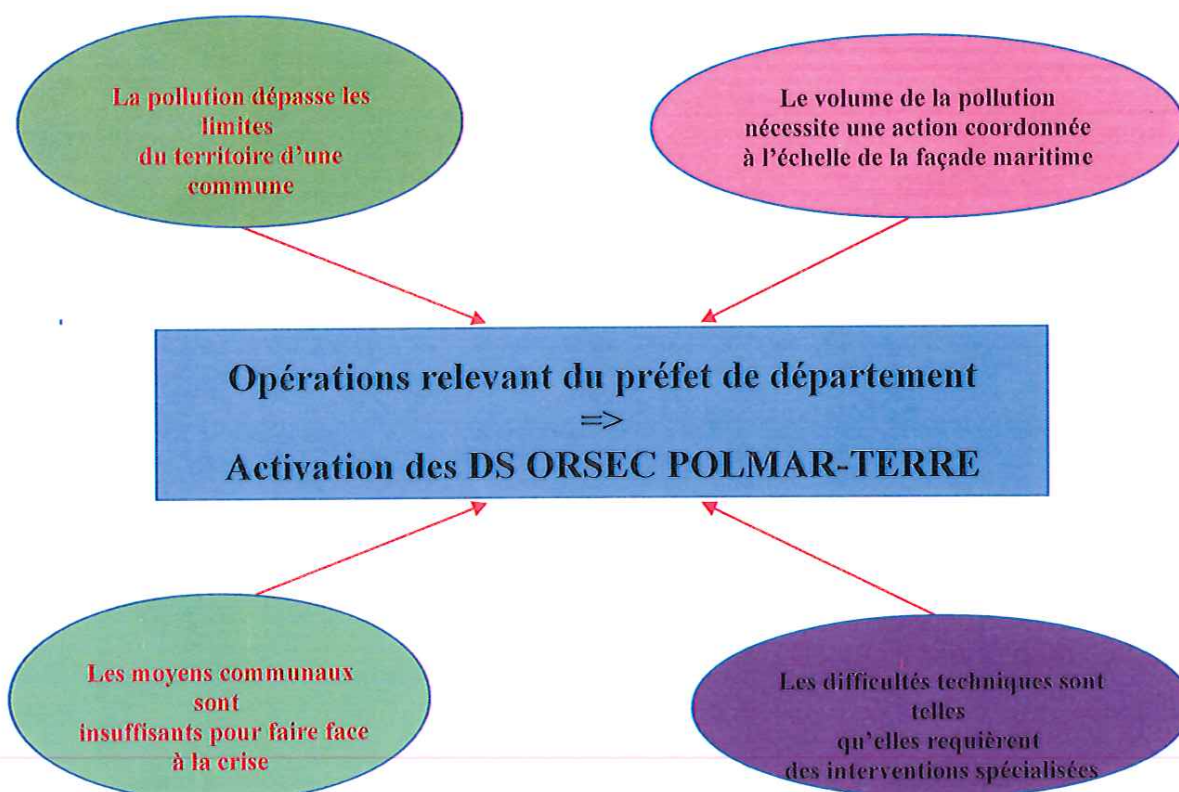 La pollution dépasse les
limites
du territoire d'une
commune
Le volume de la pollution
nécessite une action coordonnée
à l'échelle de la façade maritime
Opérations relevant du préfet de département
=>
Activation des DS ORSEC POLMAR-TERRE
Les moyens communaux
sont
insuffisants pour faire face
à la crise
Les difficultés techniques sont
telles
qu'elles requièrent
des interventions spécialisées